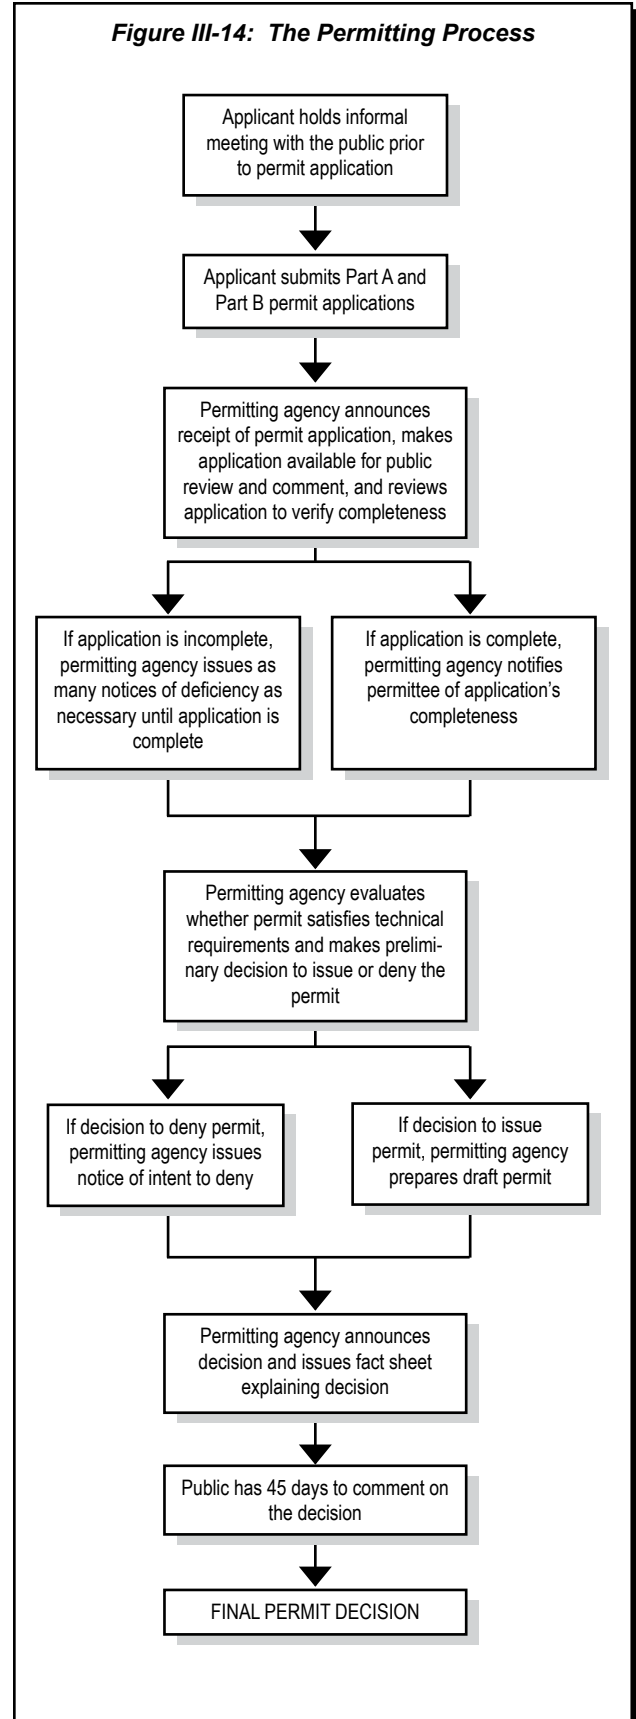 Figure III-14: The Permitting Process
Applicant holds informal
meeting with the public prior
to permit application
Applicant submits Part A and
Part B permit applications
Permitting agency announces
receipt of permit application, makes
application available for public
review and comment, and reviews
application to verify completeness
If application is incomplete,
permitting agency issues as
many notices of deficiency as
necessary until application is
complete
If application is complete,
permitting agency notifies
permittee of application's
completeness
Permitting agency evaluates
whether permit satisfies technical
requirements and makes prelimi-
nary decision to issue or deny the
permit
If decision to deny permit,
permitting agency issues
notice of intent to deny
If decision to issue
permit, permitting agency
prepares draft permit
Permitting agency announces
decision and issues fact sheet
explaining decision
Public has 45 days to comment on
the decision
FINAL PERMIT DECISION